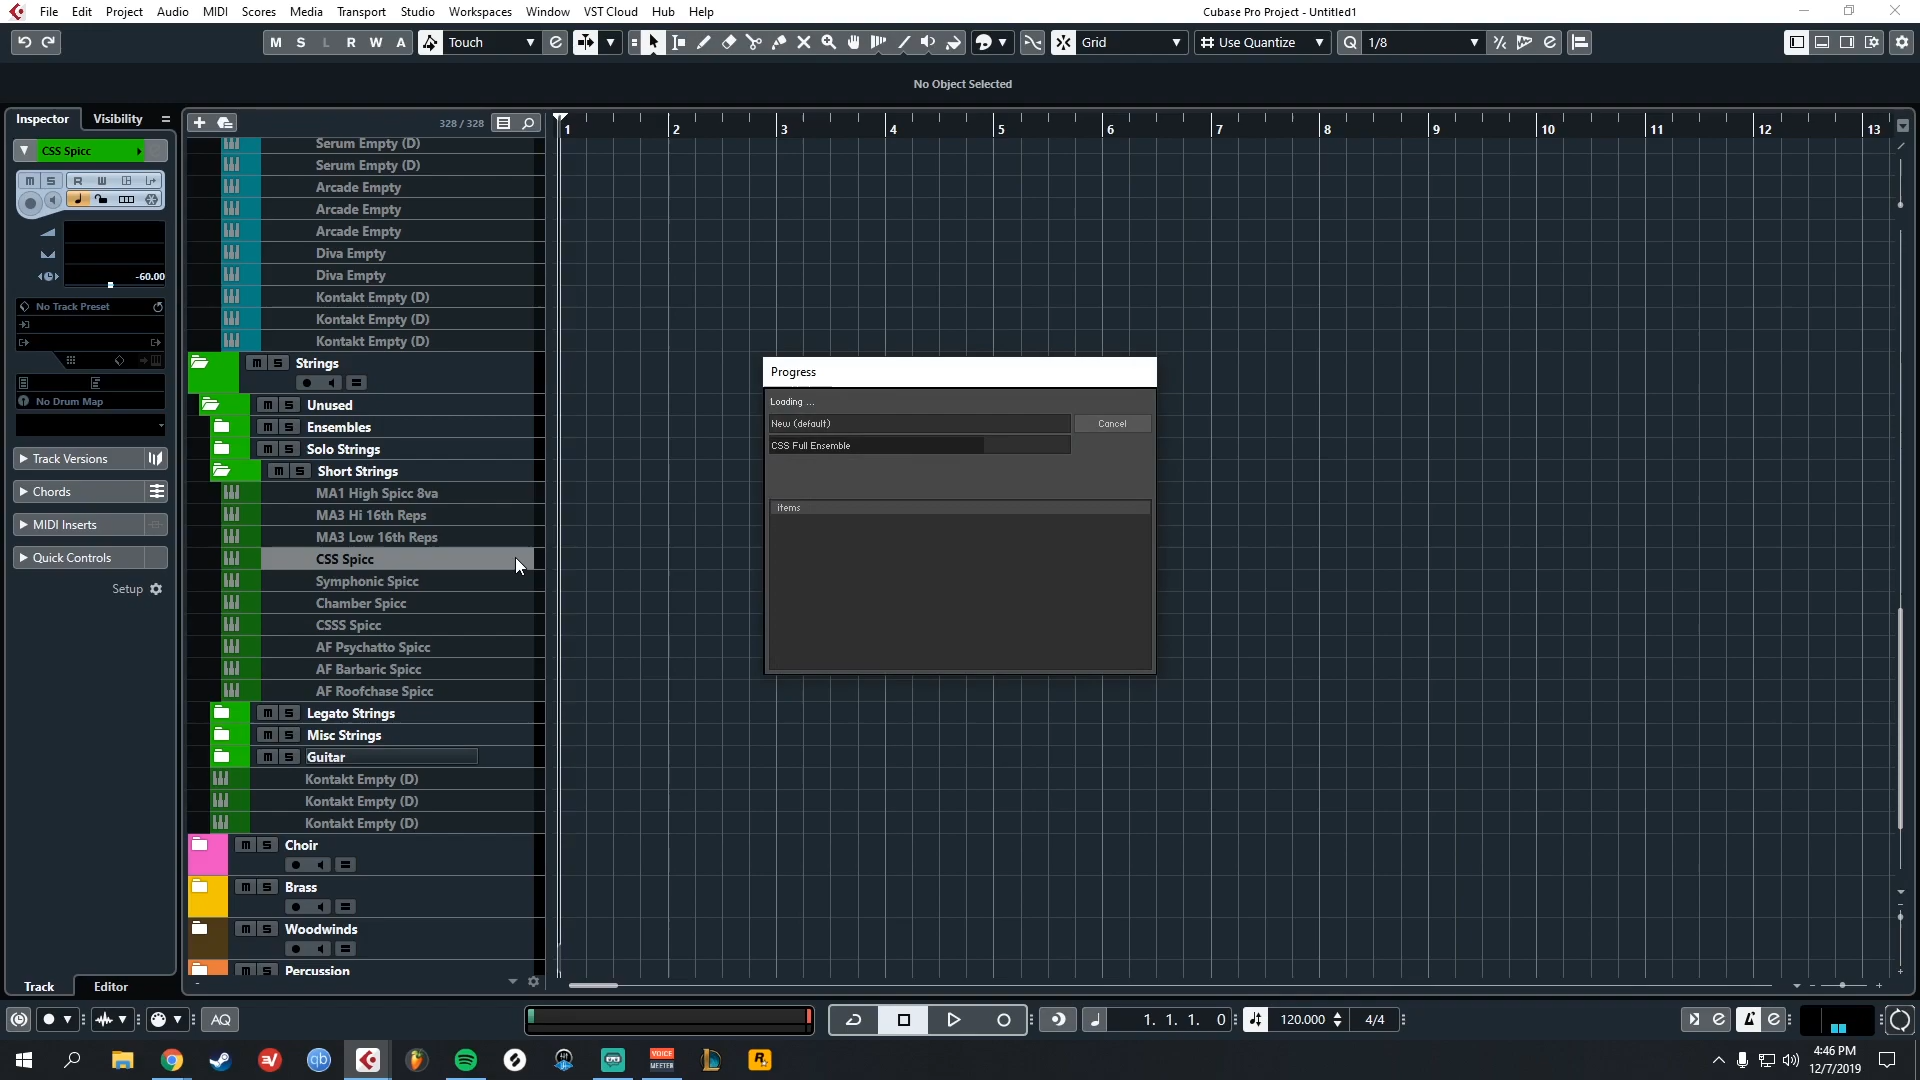 File Edit Project Audio MIDI Scores Media Transport Studio Workspaces Window VST Cloud Hub Help
Cubase Pro Project - Untitled1
M S L R W A Touch Grid Use Quantize Q 1/8
No Object Selected
Inspector Visibility
328 / 328
1 2 3 4 5 6 7 8 9 10 11 12 13
CSS Spicc
M S R W
-60.00
No Track Preset
No Drum Map
Track Versions
Chords
MIDI Inserts
Quick Controls
Setup
Serum Empty (D)
Serum Empty (D)
Arcade Empty
Arcade Empty
Arcade Empty
Diva Empty
Diva Empty
Kontakt Empty (D)
Kontakt Empty (D)
Kontakt Empty (D)
m s Strings
m s Unused
m s Ensembles
m s Solo Strings
m s Short Strings
MA1 High Spicc 8va
MA3 Hi 16th Reps
MA3 Low 16th Reps
CSS Spicc
Symphonic Spicc
Chamber Spicc
CSSS Spicc
AF Psychatto Spicc
AF Barbaric Spicc
AF Roofchase Spicc
m s Legato Strings
m s Misc Strings
m s Guitar
Kontakt Empty (D)
Kontakt Empty (D)
Kontakt Empty (D)
m s Choir
m s Brass
m s Woodwinds
m s Percussion
Progress
Loading ...
New (default)
Cancel
CSS Full Ensemble
items
Track Editor
AQ
1. 1. 1. 0
120.000
4/4
qb
VOICE
MEETER
R
4:46 PM
12/7/2019